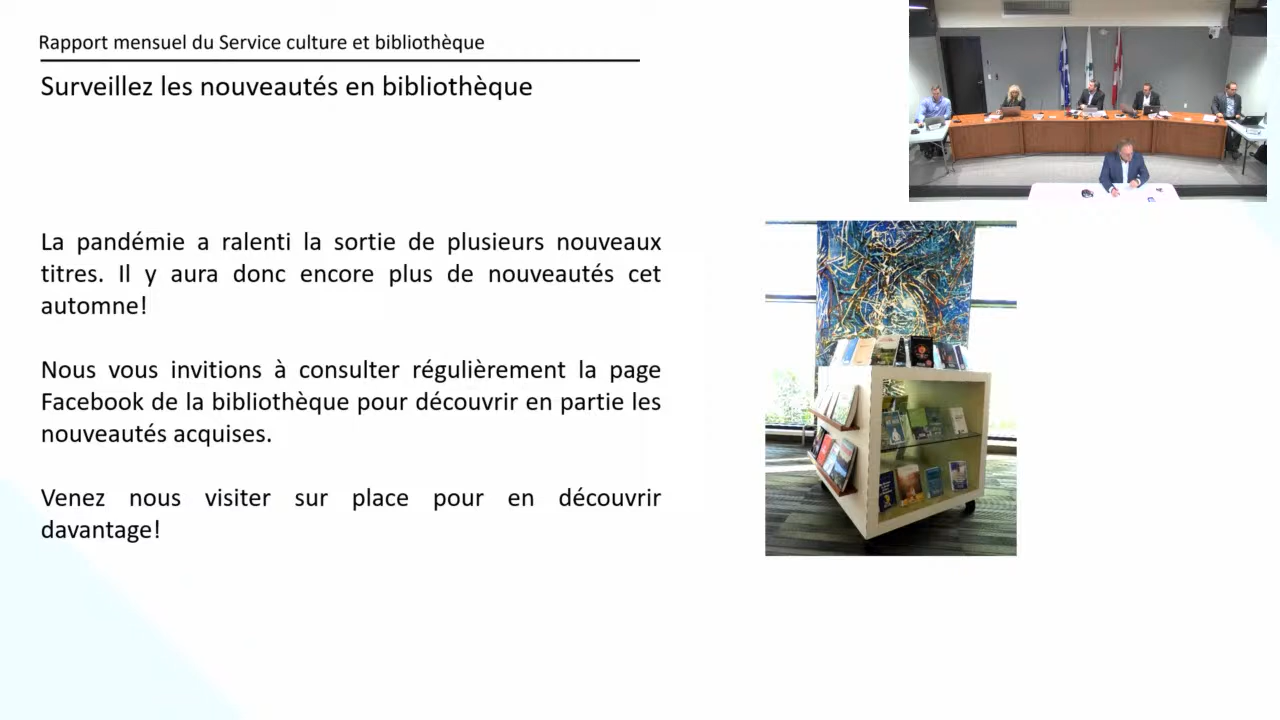 Rapport mensuel du Service culture et bibliothèque
Surveillez les nouveautés en bibliothèque
La pandémie a ralenti la sortie de plusieurs nouveaux
titres. Il y aura donc encore plus de nouveautés cet
automne!
Nous vous invitions à consulter régulièrement la page
Facebook de la bibliothèque pour découvrir en partie les
nouveautés acquises.
Venez nous visiter sur place pour en découvrir
davantage!